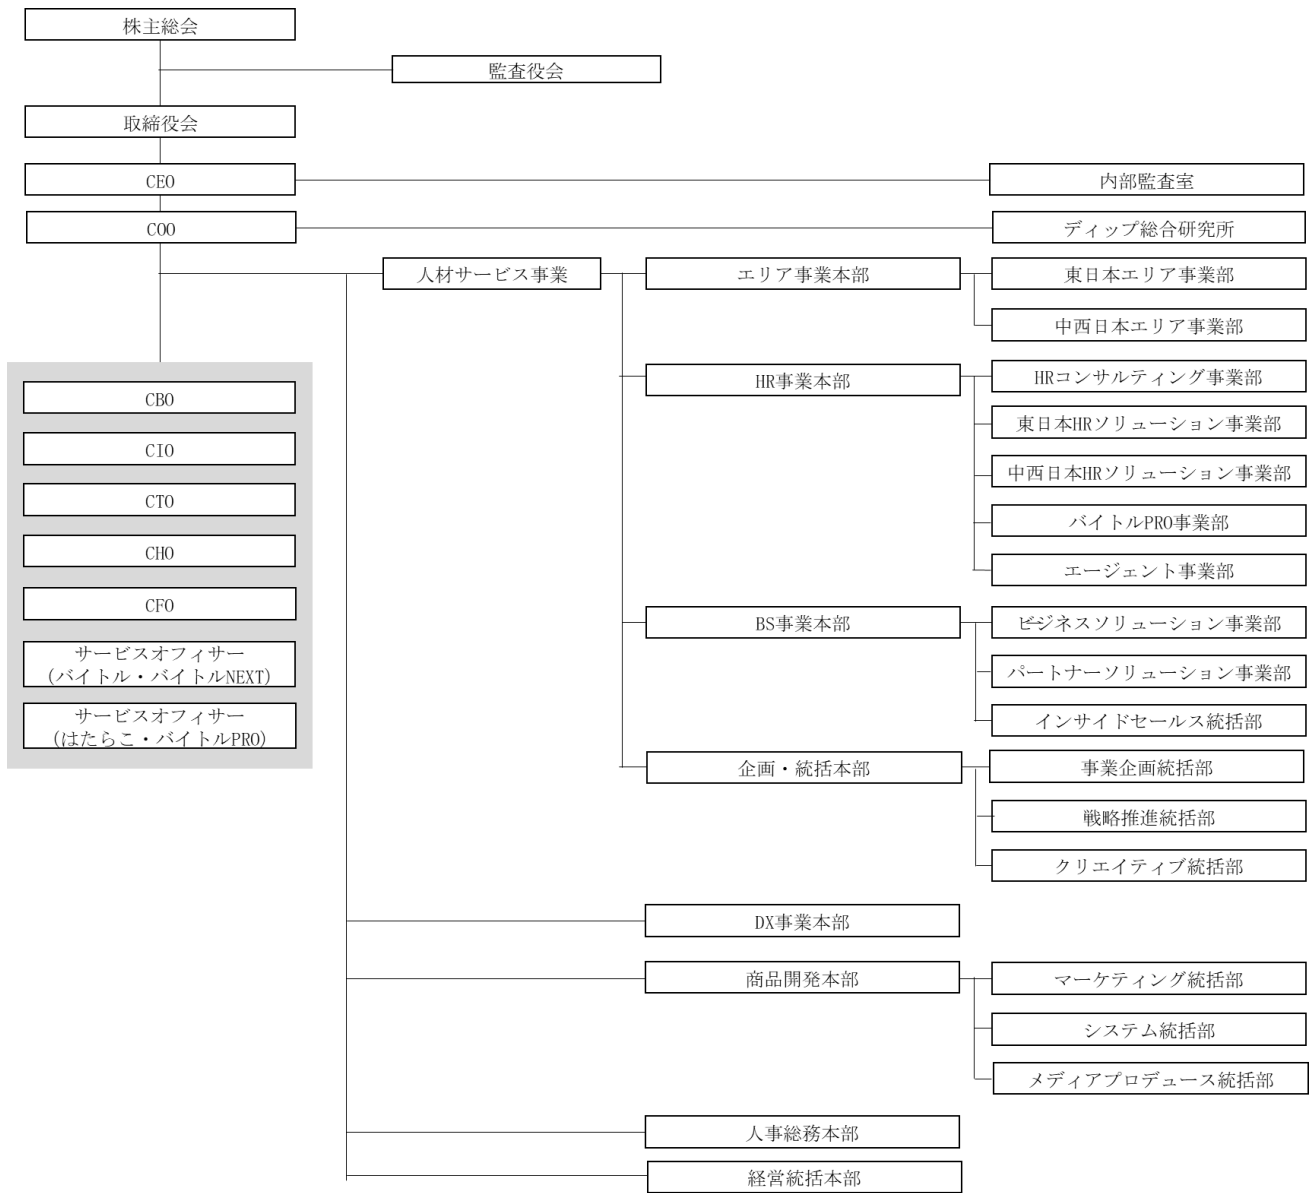 株主総会
監査役会
取締役会
CEO
内部監査室
COO
ディップ総合研究所
人材サービス事業
エリア事業本部
東日本エリア事業部
中西日本エリア事業部
HR事業本部
HRコンサルティング事業部
東日本HRソリューション事業部
中西日本HRソリューション事業部
バイトルPRO事業部
エージェント事業部
BS事業本部
ビジネスソリューション事業部
パートナーソリューション事業部
インサイドセールス統括部
企画・統括本部
事業企画統括部
戦略推進統括部
クリエイティブ統括部
CBO
CIO
CTO
CHO
CFO
サービスオフィサー
(バイトル・バイトルNEXT)
サービスオフィサー
(はたらこ・バイトルPRO)
DX事業本部
商品開発本部
マーケティング統括部
システム統括部
メディアプロデュース統括部
人事総務本部
経営統括本部